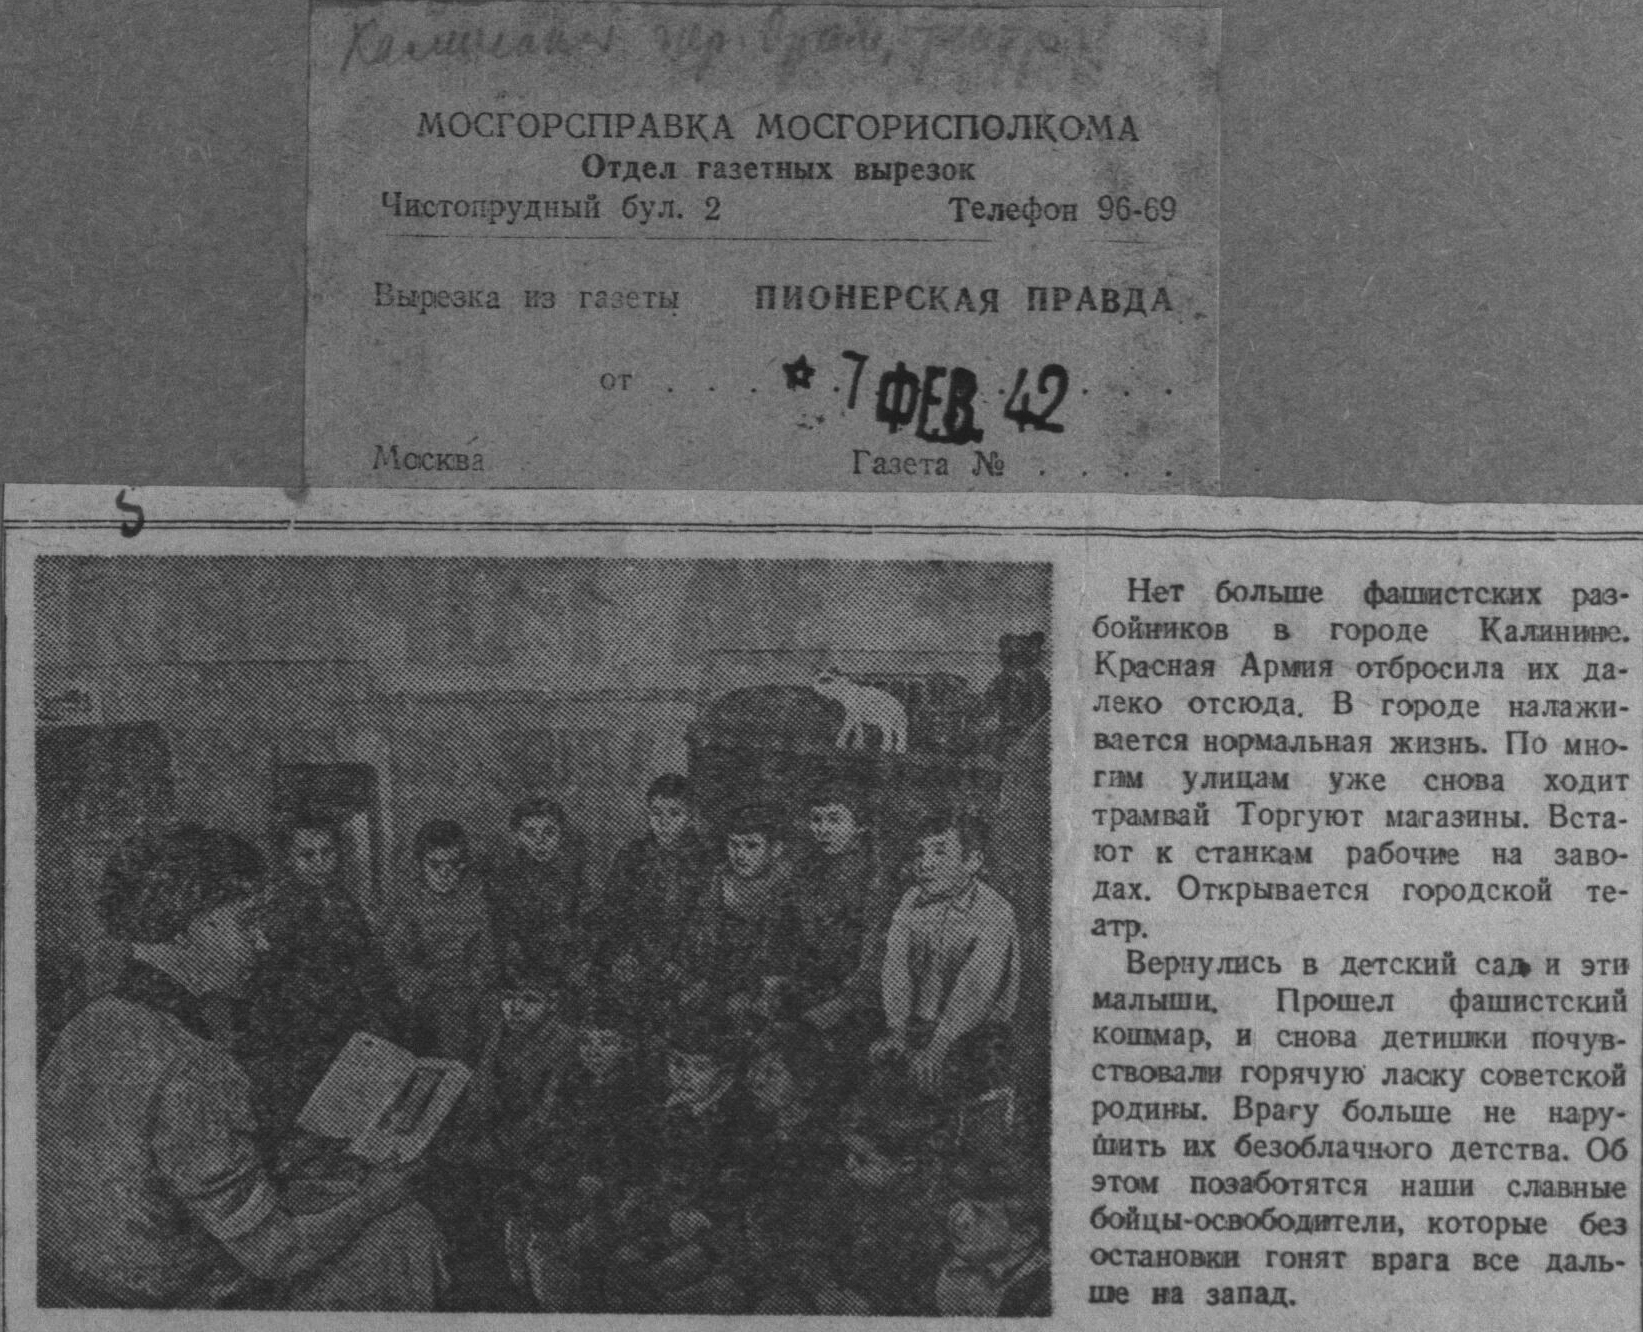 МОСГОРСПРАВКА МОСГОРИСПОЛКОМА
Отдел газетных вырезок
Чистопрудный бул. 2 Телефон 96-69
Вырезка из газеты ПИОНЕРСКАЯ ПРАВДА
от . . . * 7 ФЕВ. 42 . . .
Москва Газета № . . . .
5
Нет больше фашистских раз-
бойников в городе Калинине.
Красная Армия отбросила их да-
леко отсюда. В городе налажи-
вается нормальная жизнь. По мно-
гим улицам уже снова ходит
трамвай Торгуют магазины. Вста-
ют к станкам рабочие на заво-
дах. Открывается городской те-
атр.
Вернулись в детский сад и эти
малыши. Прошел фашистский
кошмар, и снова детишки почув-
ствовали горячую ласку советской
родины. Врагу больше не нару-
шить их безоблачного детства. Об
этом позаботятся наши славные
бойцы-освободители, которые без
остановки гонят врага все даль-
ше на запад.